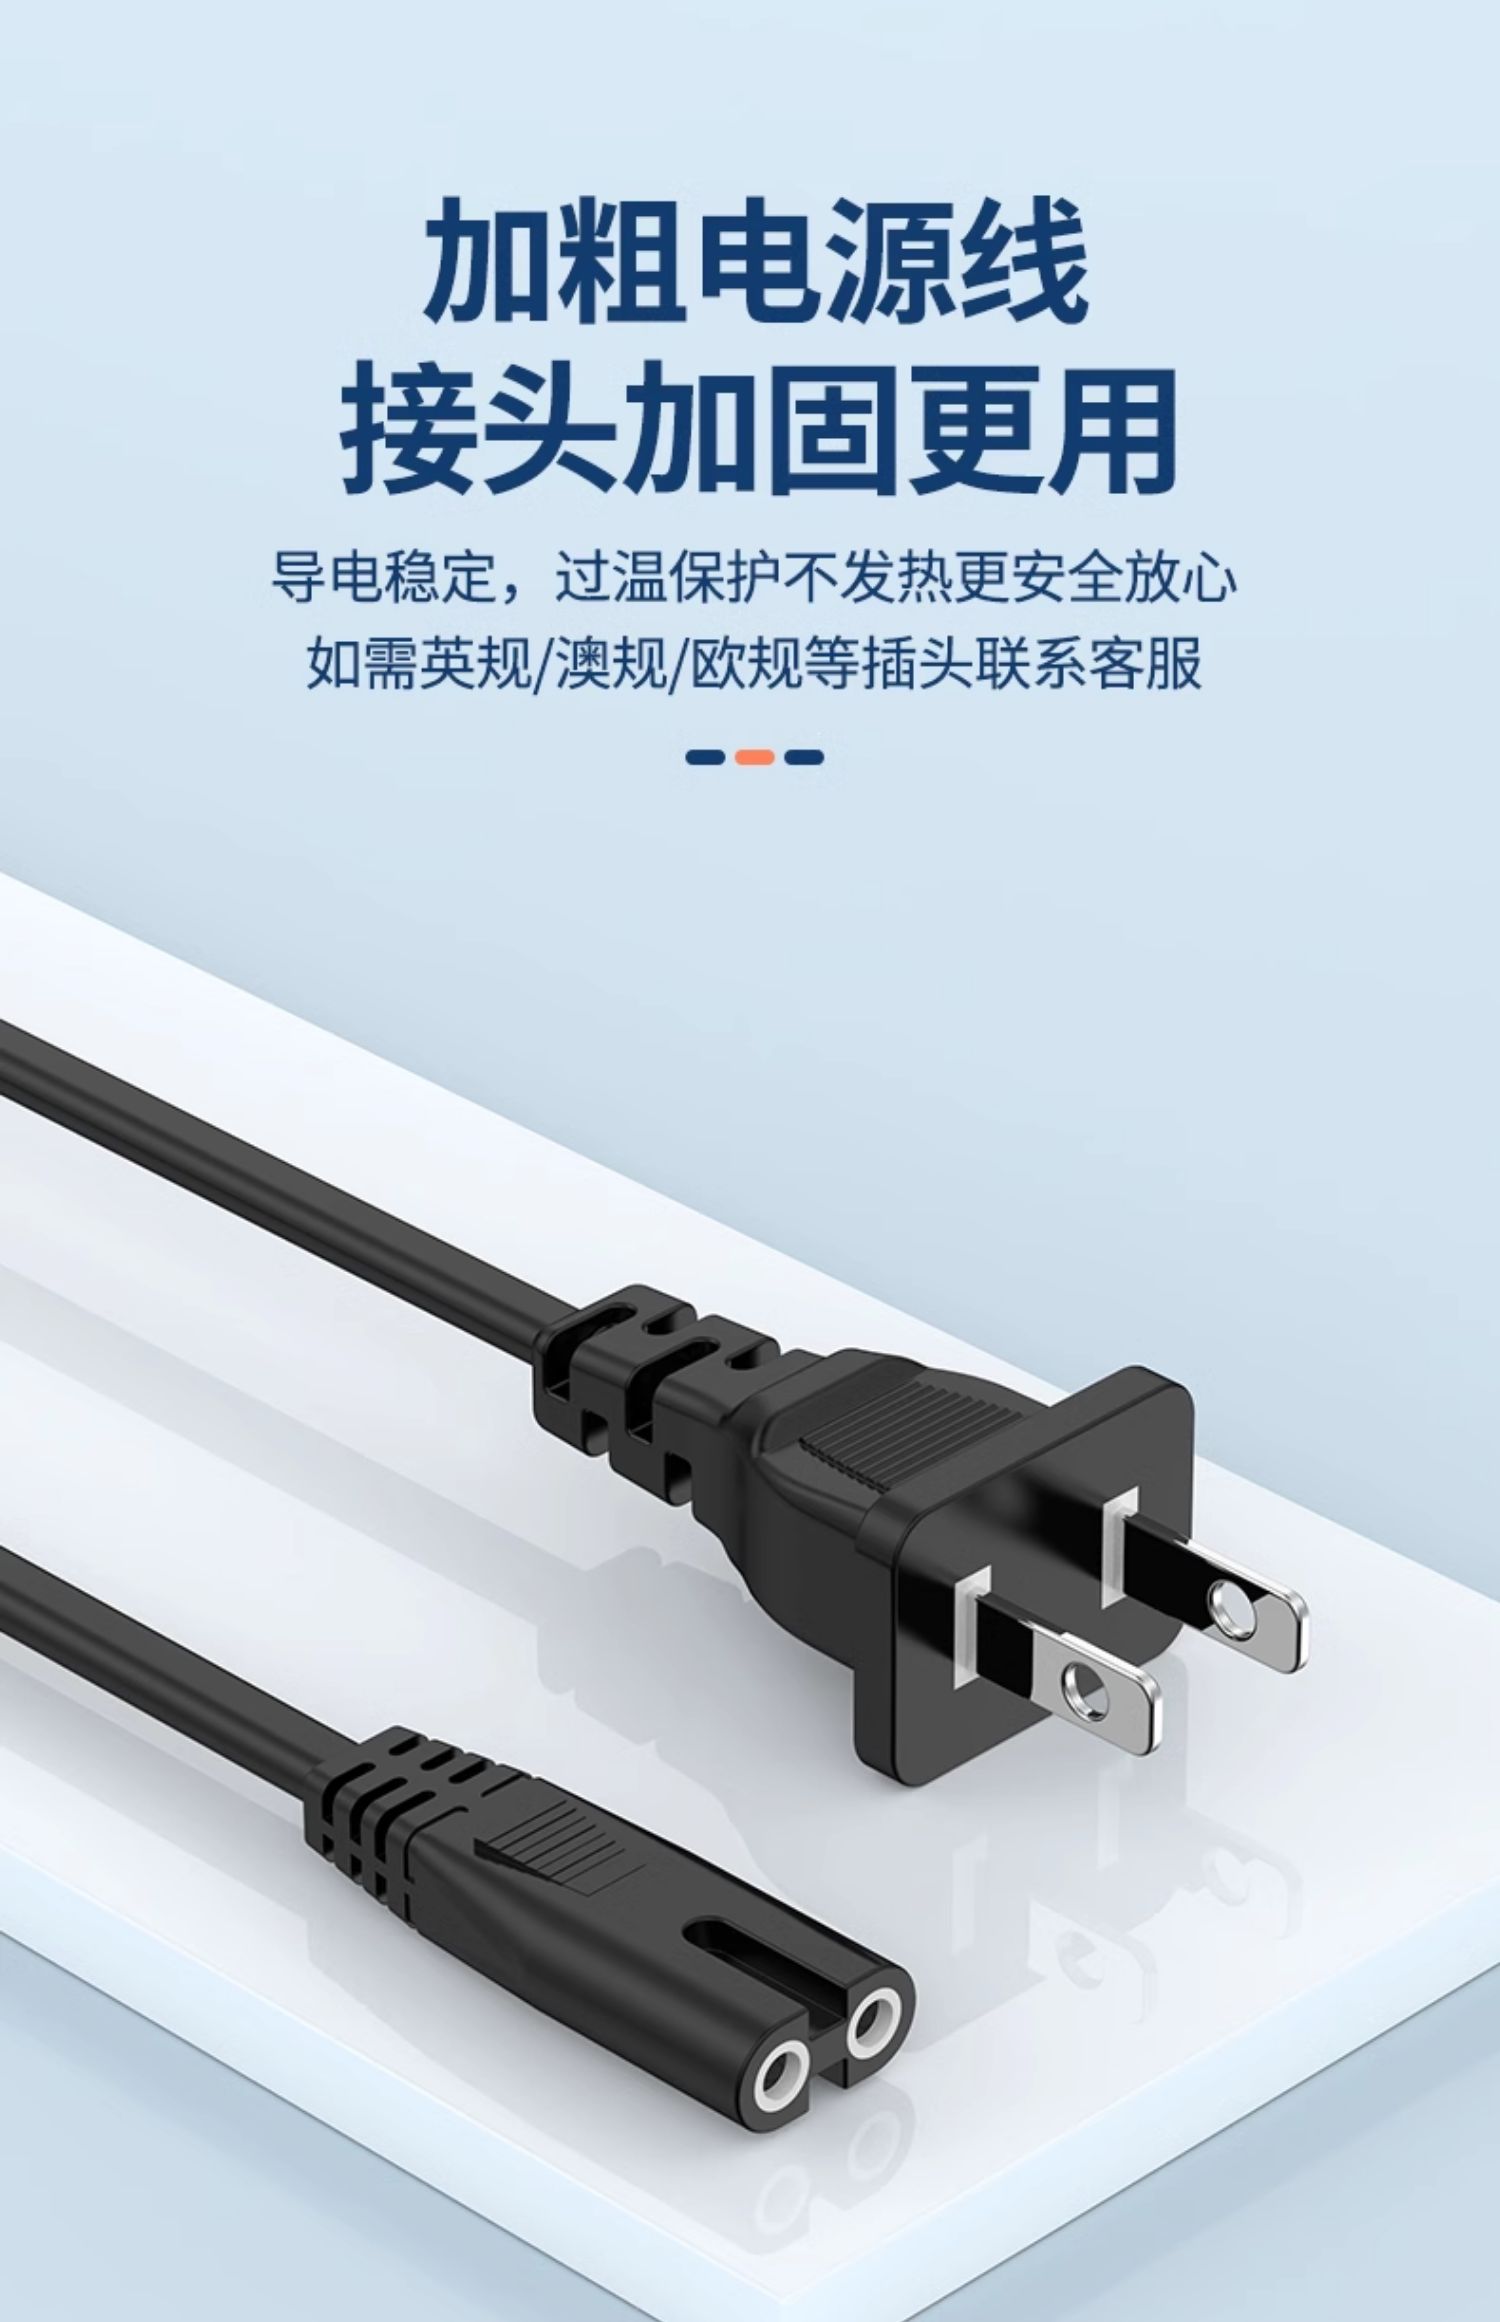 加粗电源线
接头加固更用
导电稳定，过温保护不发热更安全放心
如需英规/澳规/欧规等插头联系客服